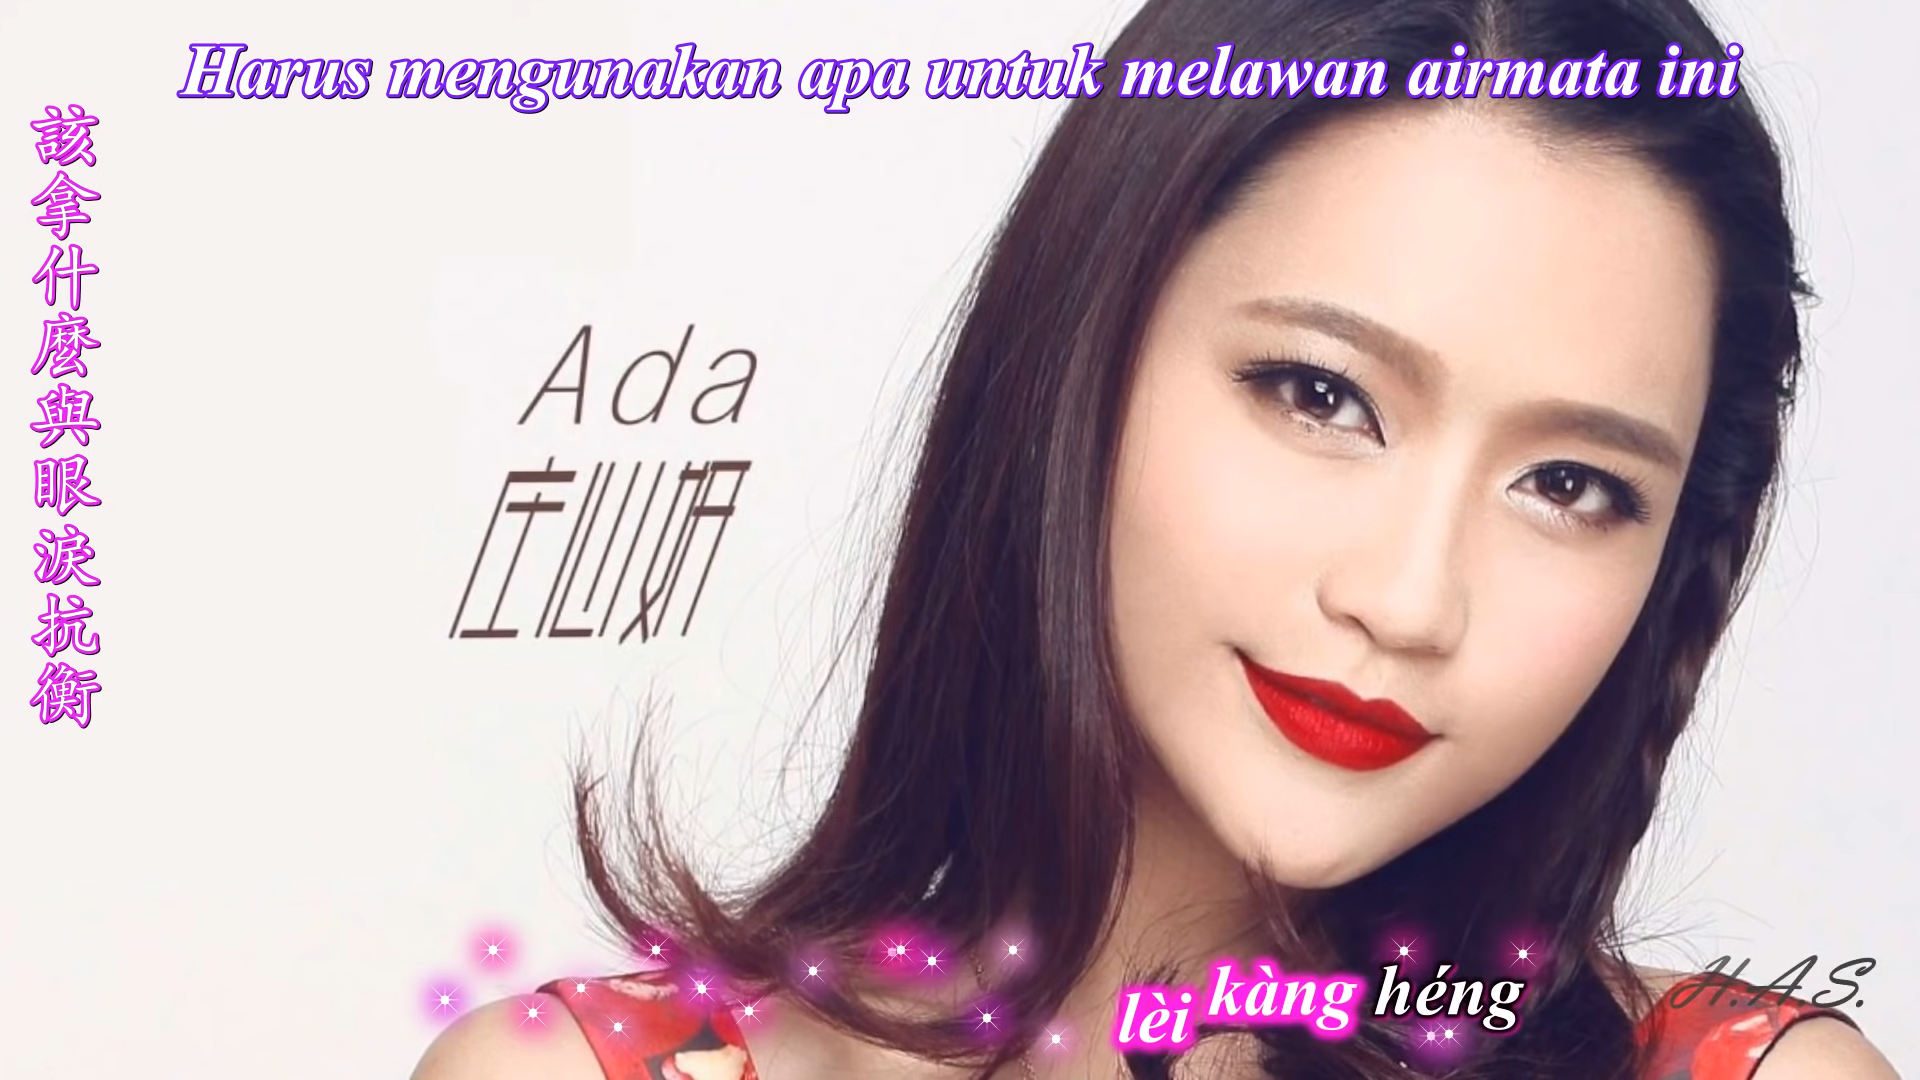 Harus mengunakan apa untuk melawan airmata ini
該拿什麼與眼淚抗衡
Ada
庄心妍
lèi kàng héng
H.A.S.